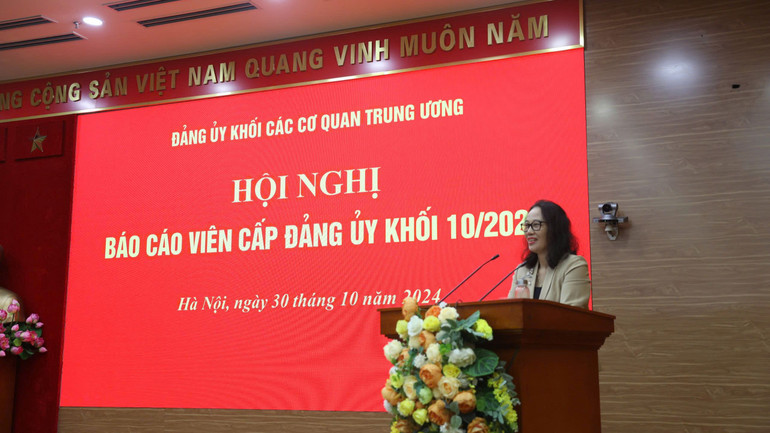 CỘNG SẢN VIỆT NAM QUANG VINH MUÔN NĂM
ĐẢNG ỦY KHỐI CÁC CƠ QUAN TRUNG ƯƠNG
HỘI NGHỊ
BÁO CÁO VIÊN CẤP ĐẢNG ỦY KHỐI 10/202
Hà Nội, ngày 30 tháng 10 năm 2024